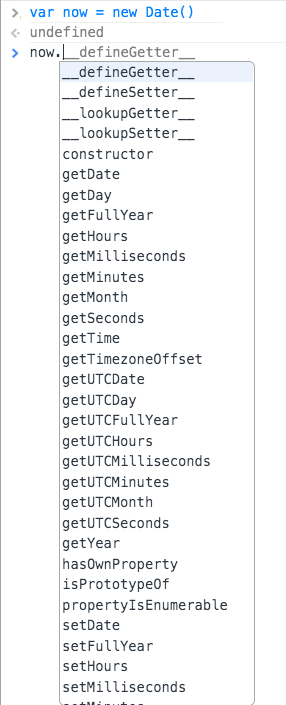 > var now = new Date()
undefined
> now.__defineGetter__
__defineGetter__
__defineSetter__
__lookupGetter__
__lookupSetter__
constructor
getDate
getDay
getFullYear
getHours
getMilliseconds
getMinutes
getMonth
getSeconds
getTime
getTimezoneOffset
getUTCDate
getUTCDay
getUTCFullYear
getUTCHours
getUTCMilliseconds
getUTCMinutes
getUTCMonth
getUTCSeconds
getYear
hasOwnProperty
isPrototypeOf
propertyIsEnumerable
setDate
setFullYear
setHours
setMilliseconds
setMinutes